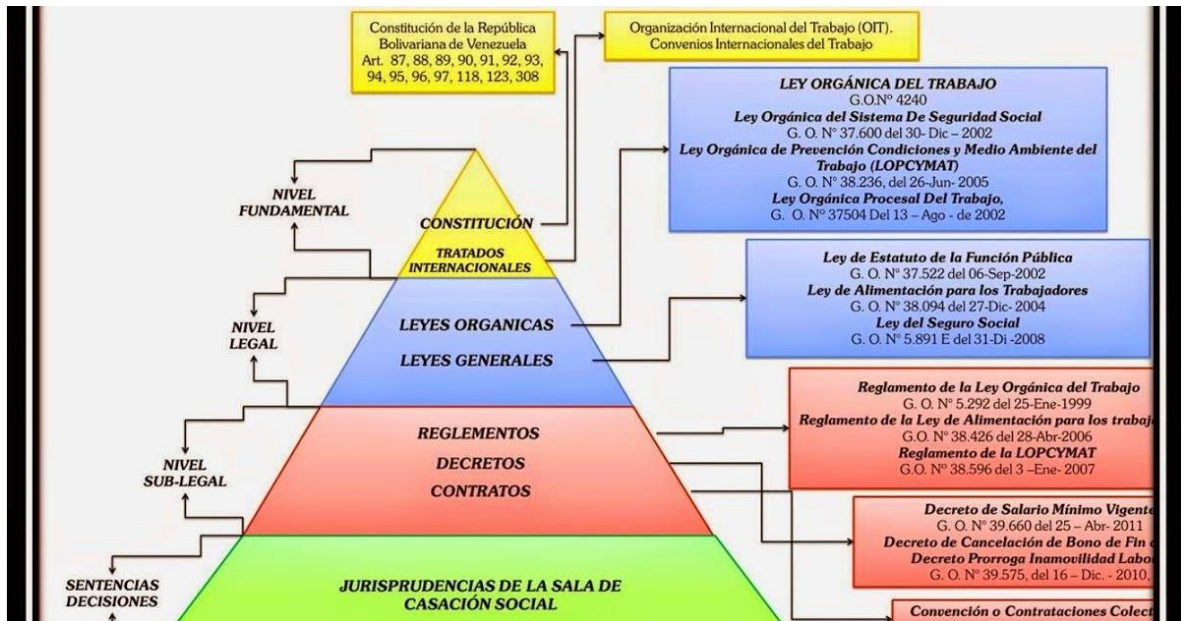 Constitución de la República
Bolivariana de Venezuela
Art. 87, 88, 89, 90, 91, 92, 93,
94, 95, 96, 97, 118, 123, 308
Organización Internacional del Trabajo (OIT).
Convenios Internacionales del Trabajo
LEY ORGÁNICA DEL TRABAJO
G.O.Nº 4240
Ley Orgánica del Sistema De Seguridad Social
G. O. Nº 37.600 del 30- Dic – 2002
Ley Orgánica de Prevención Condiciones y Medio Ambiente del
Trabajo (LOPCYMAT)
G. O. Nº 38.236, del 26-Jun- 2005
Ley Orgánica Procesal Del Trabajo,
G. O. Nº 37504 Del 13 – Ago - de 2002
NIVEL
FUNDAMENTAL
CONSTITUCIÓN
TRATADOS
INTERNACIONALES
Ley de Estatuto de la Función Pública
G. O. Nº 37.522 del 06-Sep-2002
Ley de Alimentación para los Trabajadores
G. O. Nº 38.094 del 27-Dic- 2004
Ley del Seguro Social
G. O. Nº 5.891 E del 31-Di -2008
NIVEL
LEGAL
LEYES ORGANICAS
LEYES GENERALES
Reglamento de la Ley Orgánica del Trabajo
G. O. Nº 5.292 del 25-Ene-1999
Reglamento de la Ley de Alimentación para los trabaj
G.O. Nº 38.426 del 28-Abr-2006
Reglamento de la LOPCYMAT
G.O. Nº 38.596 del 3 –Ene- 2007
NIVEL
SUB-LEGAL
REGLEMENTOS
DECRETOS
CONTRATOS
Decreto de Salario Mínimo Vigente
G. O. Nº 39.660 del 25 – Abr- 2011
Decreto de Cancelación de Bono de Fin
Decreto Prorroga Inamovilidad Labo
G. O. Nº 39.575, del 16 – Dic. - 2010,
SENTENCIAS
DECISIONES
JURISPRUDENCIAS DE LA SALA DE
CASACIÓN SOCIAL
Convención o Contrataciones Colect